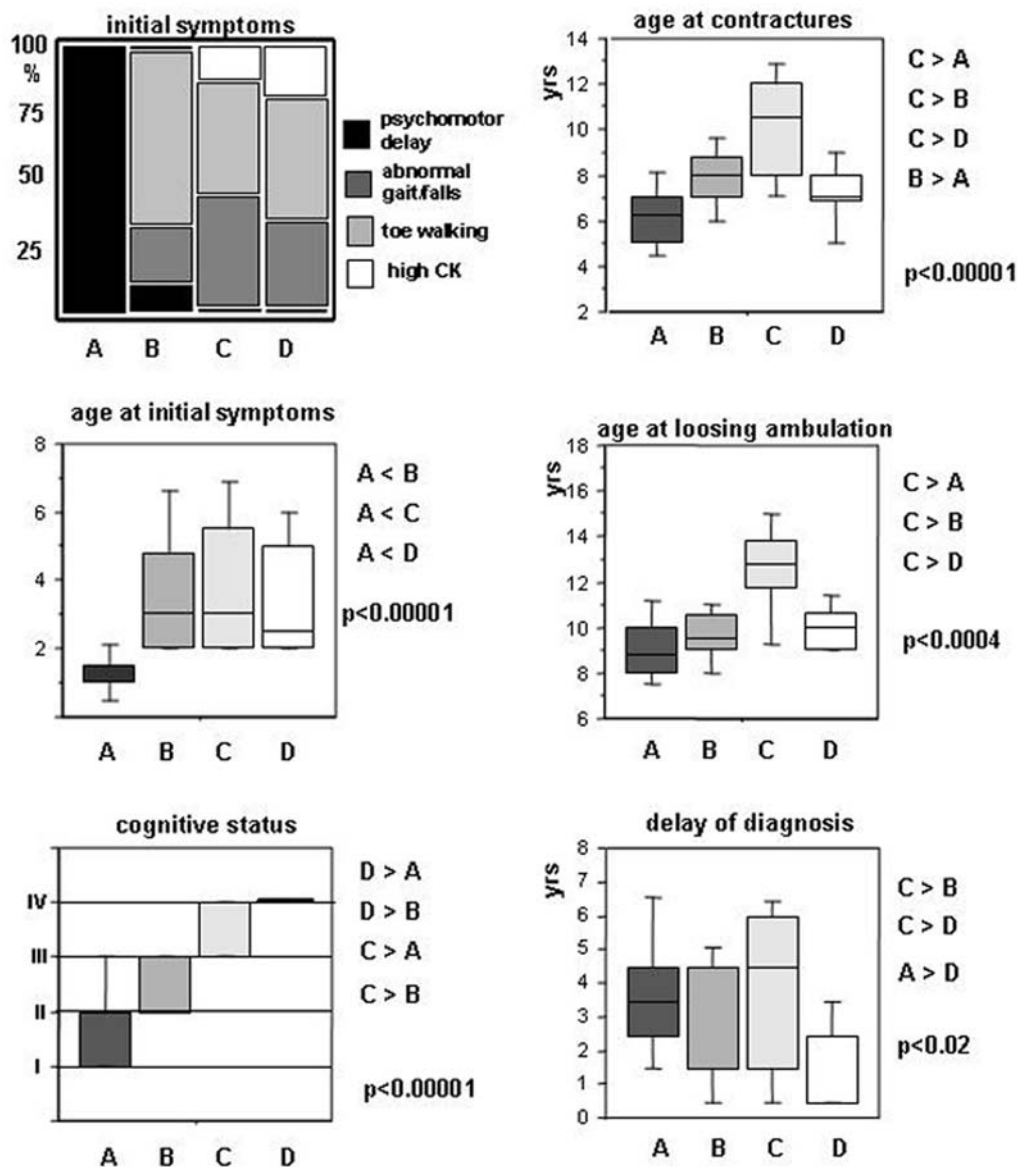 initial symptoms
100
%
75
50
25
A B C D
psychomotor
delay
abnormal
gait/falls
toe walking
high CK
age at contractures
yrs
14
12
10
8
6
4
2
A B C D
C > A
C > B
C > D
B > A
p<0.00001
age at initial symptoms
8
6
4
2
A B C D
A < B
A < C
A < D
p<0.00001
age at loosing ambulation
yrs
18
16
14
12
10
8
6
A B C D
C > A
C > B
C > D
p<0.0004
cognitive status
IV
III
II
I
A B C D
D > A
D > B
C > A
C > B
p<0.00001
delay of diagnosis
yrs
8
7
6
5
4
3
2
1
0
A B C D
C > B
C > D
A > D
p<0.02